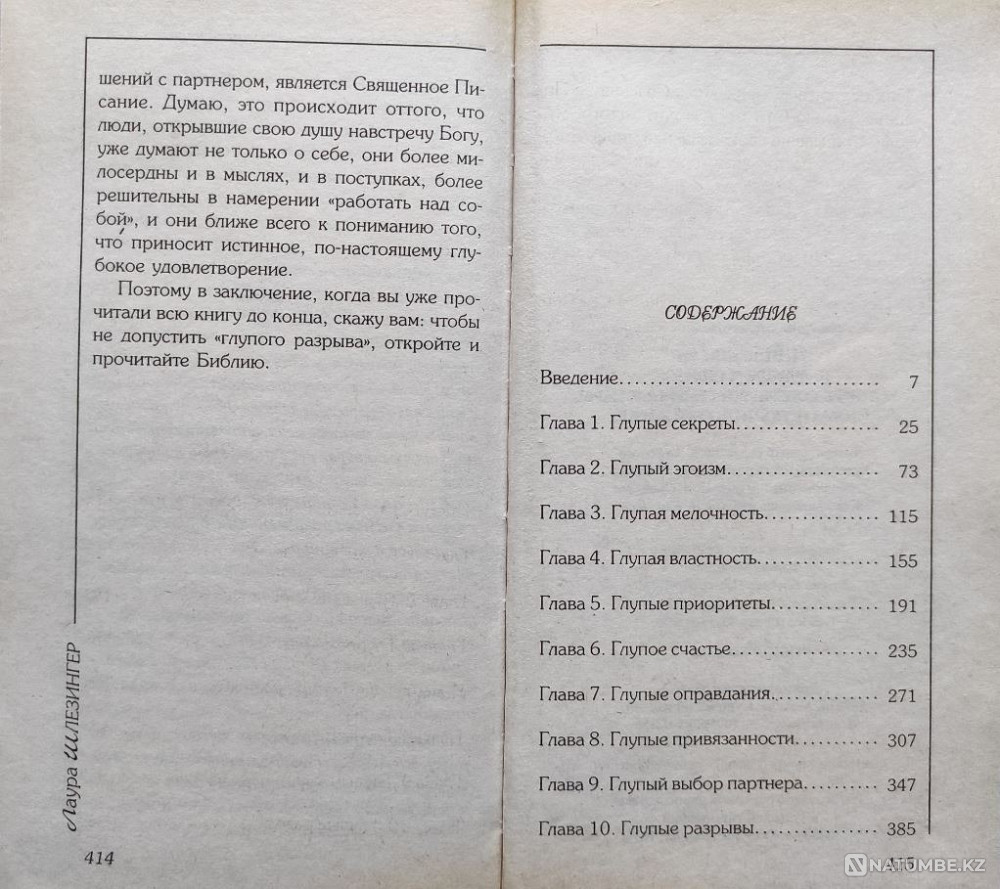 шений с партнером, является Священное Пи-
сание. Думаю, это происходит оттого, что
люди, открывшие свою душу навстречу Богу,
уже думают не только о себе, они более ми-
лосердны и в мыслях, и в поступках, более
решительны в намерении «работать над со-
бой», и они ближе всего к пониманию того,
что приносит истинное, по-настоящему глу-
бокое удовлетворение.
Поэтому в заключение, когда вы уже про-
читали всю книгу до конца, скажу вам: чтобы
не допустить «глупого разрыва», откройте и
прочитайте Библию.
Лаура ШЛЕЗИНГЕР
414
СОДЕРЖАНИЕ
Введение................................. 7
Глава 1. Глупые секреты.................. 25
Глава 2. Глупый эгоизм................... 73
Глава 3. Глупая мелочность............... 115
Глава 4. Глупая властность............... 155
Глава 5. Глупые приоритеты.............. 191
Глава 6. Глупое счастье................... 235
Глава 7. Глупые оправдания.............. 271
Глава 8. Глупые привязанности........... 307
Глава 9. Глупый выбор партнера.......... 347
Глава 10. Глупые разрывы................ 385
415
NATOMBE.KZ